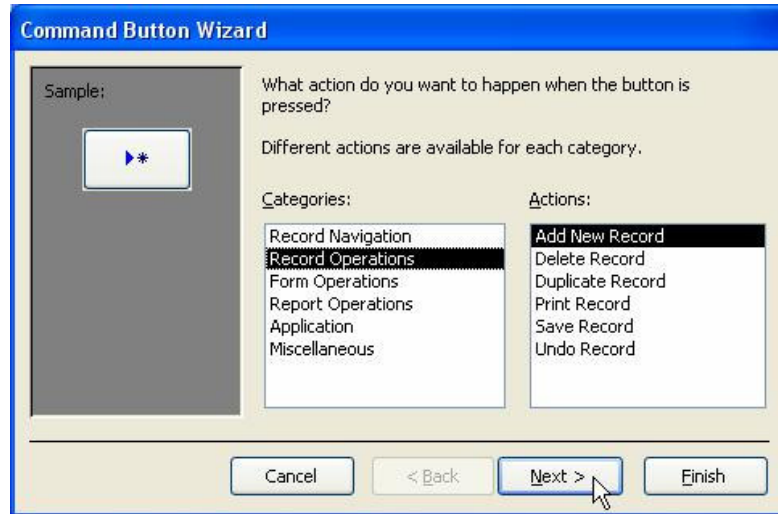 Command Button Wizard
Sample:
What action do you want to happen when the button is
pressed?
Different actions are available for each category.
Categories:
Record Navigation
Record Operations
Form Operations
Report Operations
Application
Miscellaneous
Actions:
Add New Record
Delete Record
Duplicate Record
Print Record
Save Record
Undo Record
Cancel
< Back
Next >
Finish